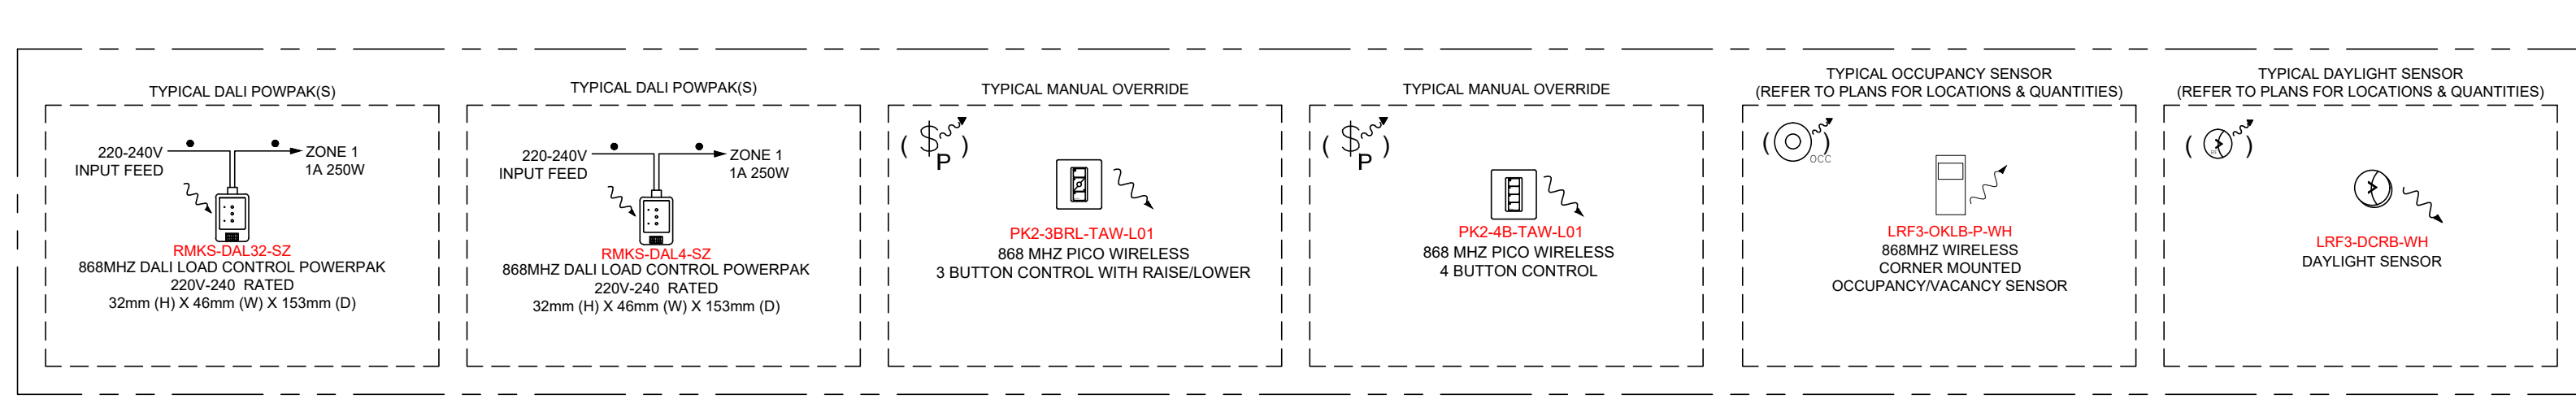 TYPICAL DALI POWPAK(S)
220-240V
INPUT FEED
ZONE 1
1A 250W
RMKS-DAL32-SZ
868MHZ DALI LOAD CONTROL POWERPAK
220V-240 RATED
32mm (H) X 46mm (W) X 153mm (D)
TYPICAL DALI POWPAK(S)
220-240V
INPUT FEED
ZONE 1
1A 250W
RMKS-DAL4-SZ
868MHZ DALI LOAD CONTROL POWERPAK
220V-240 RATED
32mm (H) X 46mm (W) X 153mm (D)
TYPICAL MANUAL OVERRIDE
( $ )
P
PK2-3BRL-TAW-L01
868 MHZ PICO WIRELESS
3 BUTTON CONTROL WITH RAISE/LOWER
TYPICAL MANUAL OVERRIDE
( $ )
P
PK2-4B-TAW-L01
868 MHZ PICO WIRELESS
4 BUTTON CONTROL
TYPICAL OCCUPANCY SENSOR
(REFER TO PLANS FOR LOCATIONS & QUANTITIES)
( )
OCC
LRF3-OKLB-P-WH
868MHZ WIRELESS
CORNER MOUNTED
OCCUPANCY/VACANCY SENSOR
TYPICAL DAYLIGHT SENSOR
(REFER TO PLANS FOR LOCATIONS & QUANTITIES)
( )
LRF3-DCRB-WH
DAYLIGHT SENSOR